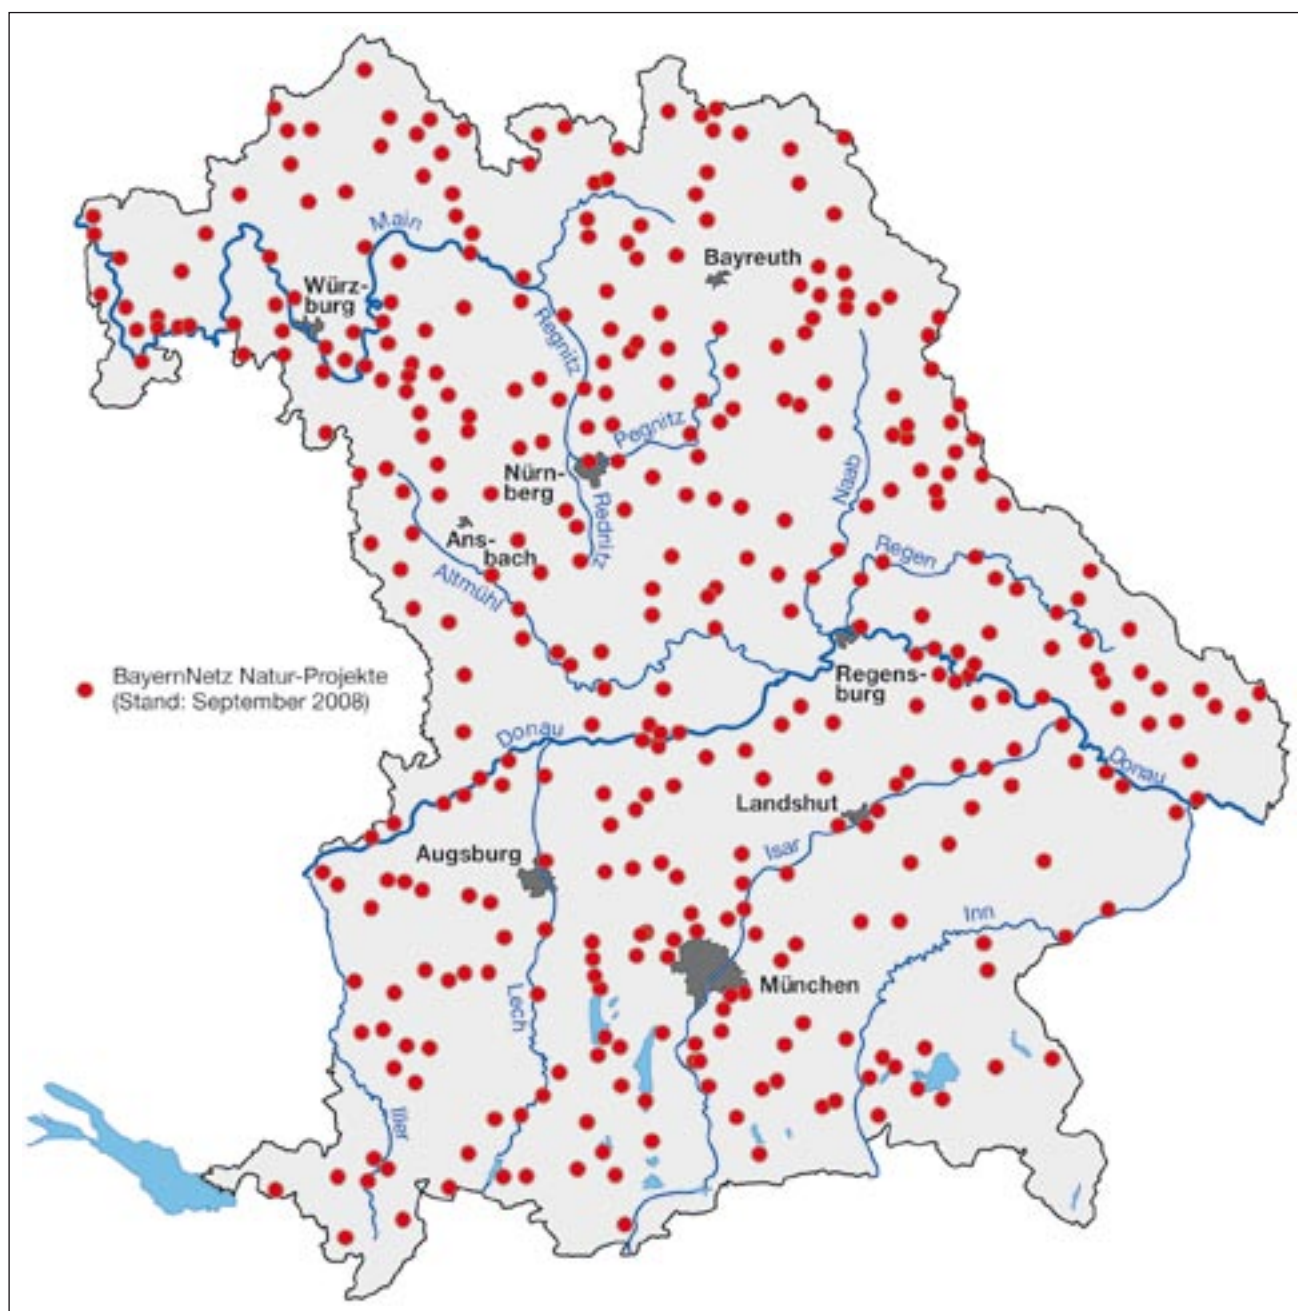 Main
Bayreuth
Würz-
burg
Regnitz
Pegnitz
Nürn-
berg
Naab
Rednitz
Ans-
bach
Regen
Altmühl
BayernNetz Natur-Projekte
(Stand: September 2008)
Regens-
burg
Donau
Donau
Landshut
Augsburg
Isar
Inn
München
Lech
Iller